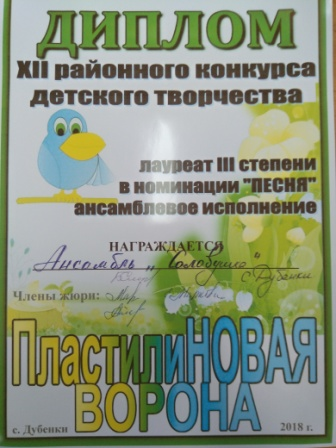 ДИПЛОМ
XII районного конкурса
детского творчества
лауреат III степени
в номинации "ПЕСНЯ"
ансамблевое исполнение
НАГРАЖДАЕТСЯ
Ансамбль „ " с. Дубенки
Члены жюри:
ПластилиНОВАЯ
ВОРОНА
с. Дубенки 2018 г.